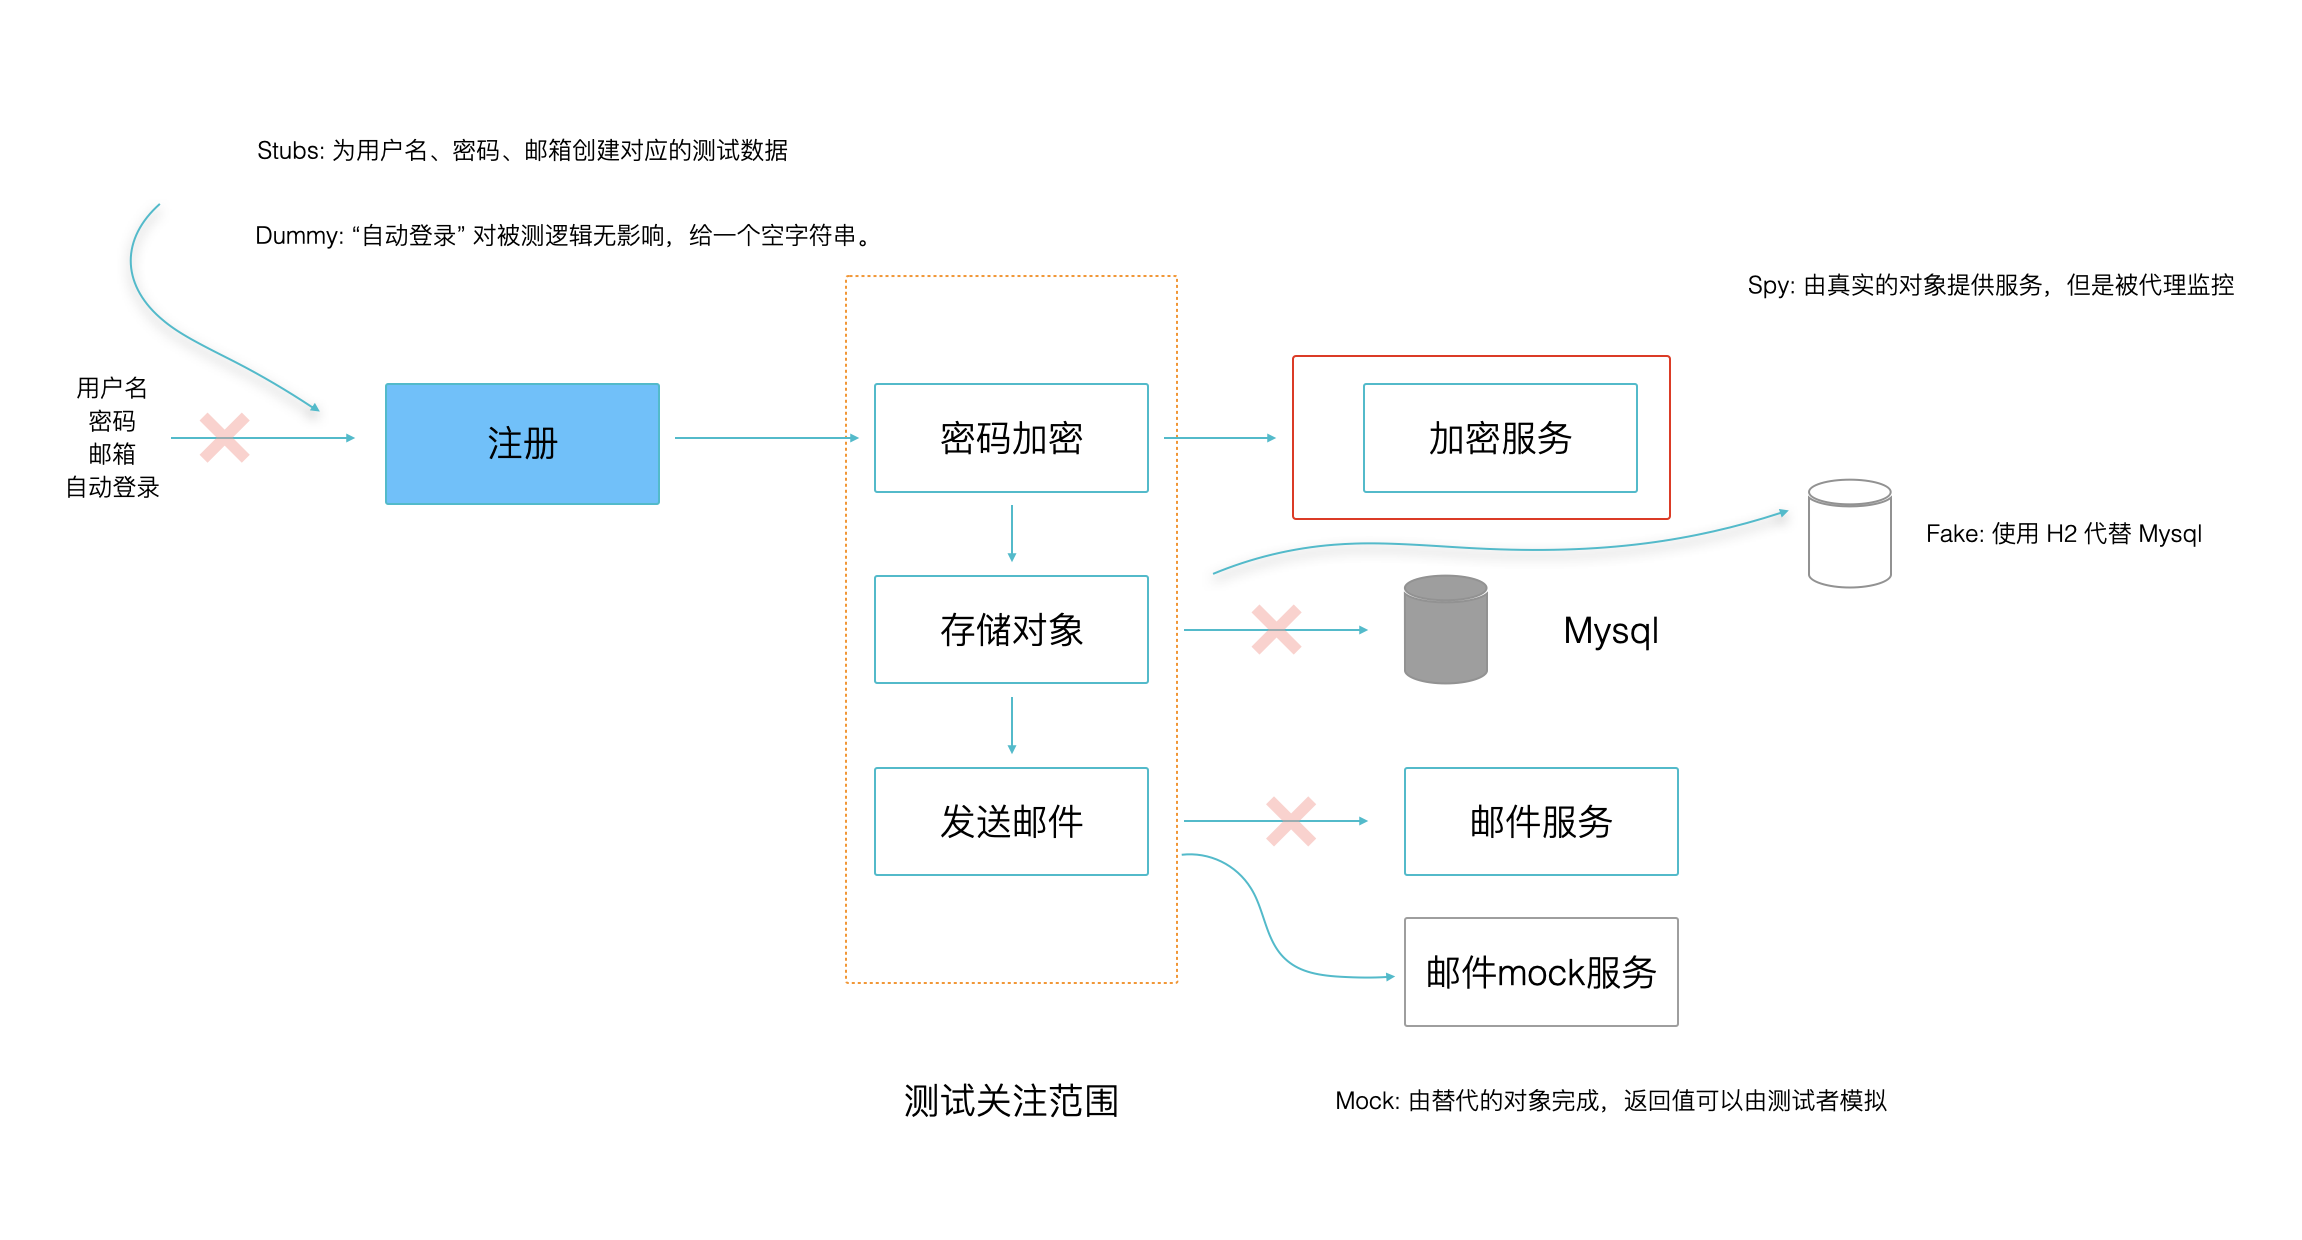 Stubs: 为用户名、密码、邮箱创建对应的测试数据
Dummy: “自动登录” 对被测逻辑无影响，给一个空字符串。
Spy: 由真实的对象提供服务，但是被代理监控
用户名
密码
邮箱
自动登录
注册
密码加密
加密服务
Fake: 使用 H2 代替 Mysql
存储对象
Mysql
发送邮件
邮件服务
邮件mock服务
测试关注范围
Mock: 由替代的对象完成，返回值可以由测试者模拟